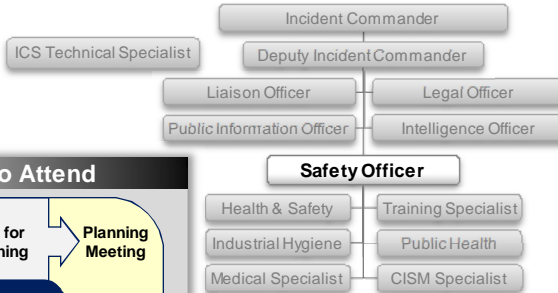 Incident Commander
ICS Technical Specialist
Deputy Incident Commander
Liaison Officer
Legal Officer
Public Information Officer
Intelligence Officer
Safety Officer
Health & Safety
Training Specialist
Industrial Hygiene
Public Health
Medical Specialist
CISM Specialist
o Attend
for
ning
Planning
Meeting